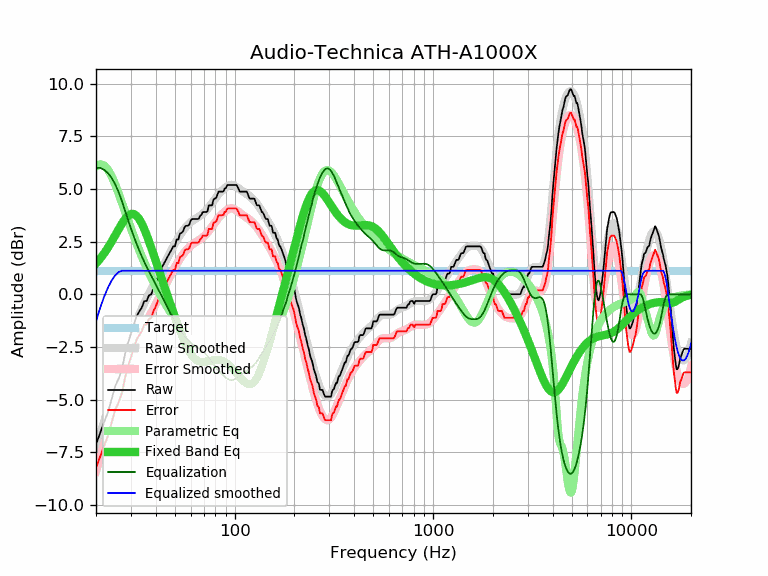 Audio-Technica ATH-A1000X
Amplitude (dBr)
10.0
7.5
5.0
2.5
0.0
−2.5
−5.0
−7.5
−10.0
Target
Raw Smoothed
Error Smoothed
Raw
Error
Parametric Eq
Fixed Band Eq
Equalization
Equalized smoothed
100
1000
10000
Frequency (Hz)